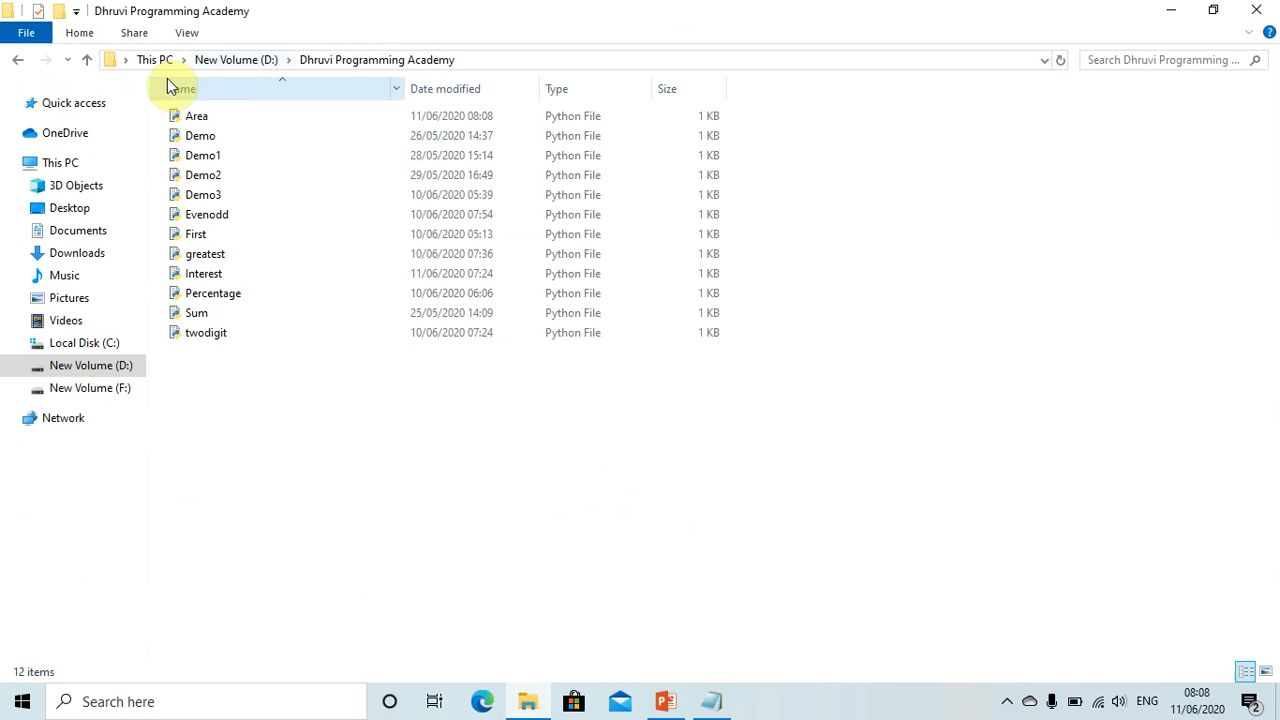 Dhruvi Programming Academy
File Home Share View
This PC New Volume (D:) Dhruvi Programming Academy Search Dhruvi Programming ...
Date modified Type Size
Quick access
OneDrive
This PC
3D Objects
Desktop
Documents
Downloads
Music
Pictures
Videos
Local Disk (C:)
New Volume (D:)
New Volume (F:)
Network
Area 11/06/2020 08:08 Python File 1 KB
Demo 26/05/2020 14:37 Python File 1 KB
Demo1 28/05/2020 15:14 Python File 1 KB
Demo2 29/05/2020 16:49 Python File 1 KB
Demo3 10/06/2020 05:39 Python File 1 KB
Evenodd 10/06/2020 07:54 Python File 1 KB
First 10/06/2020 05:13 Python File 1 KB
greatest 10/06/2020 07:36 Python File 1 KB
Interest 11/06/2020 07:24 Python File 1 KB
Percentage 10/06/2020 06:06 Python File 1 KB
Sum 25/05/2020 14:09 Python File 1 KB
twodigit 10/06/2020 07:24 Python File 1 KB
12 items
Search here
ENG
08:08
11/06/2020
2